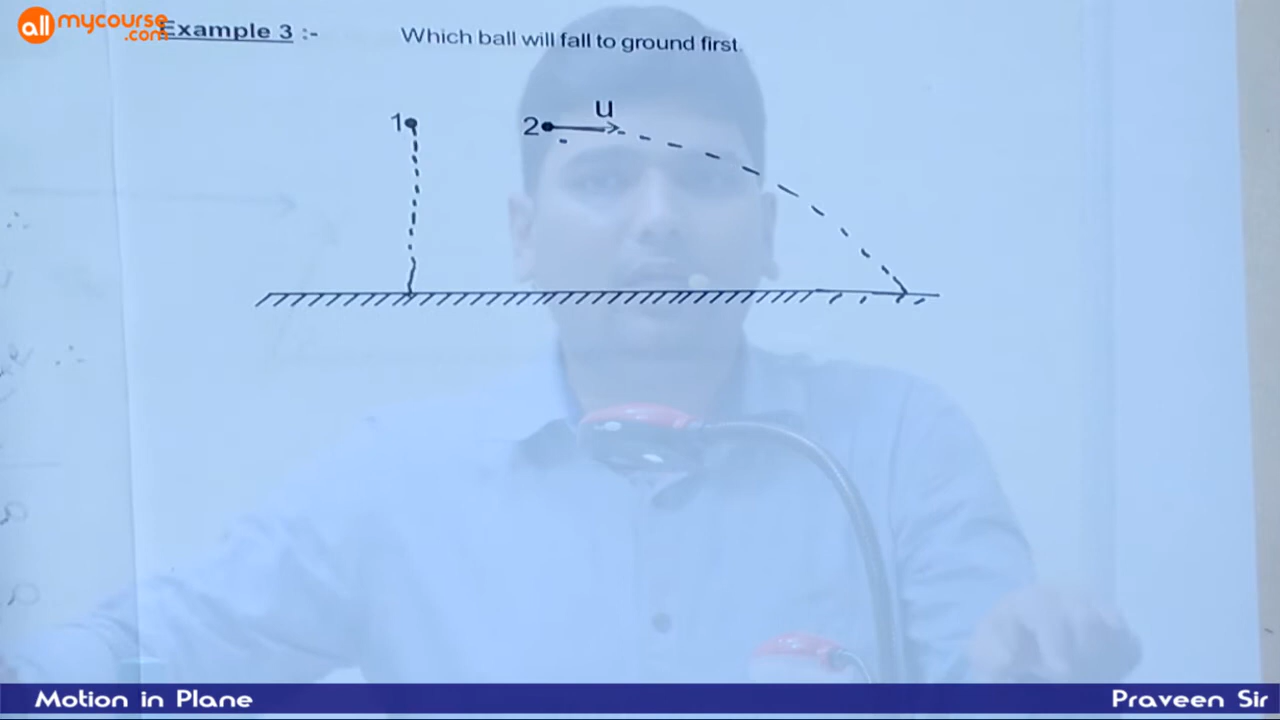 allmycourse.com
Example 3 :- Which ball will fall to ground first.
u
1 2
Motion in Plane Praveen Sir